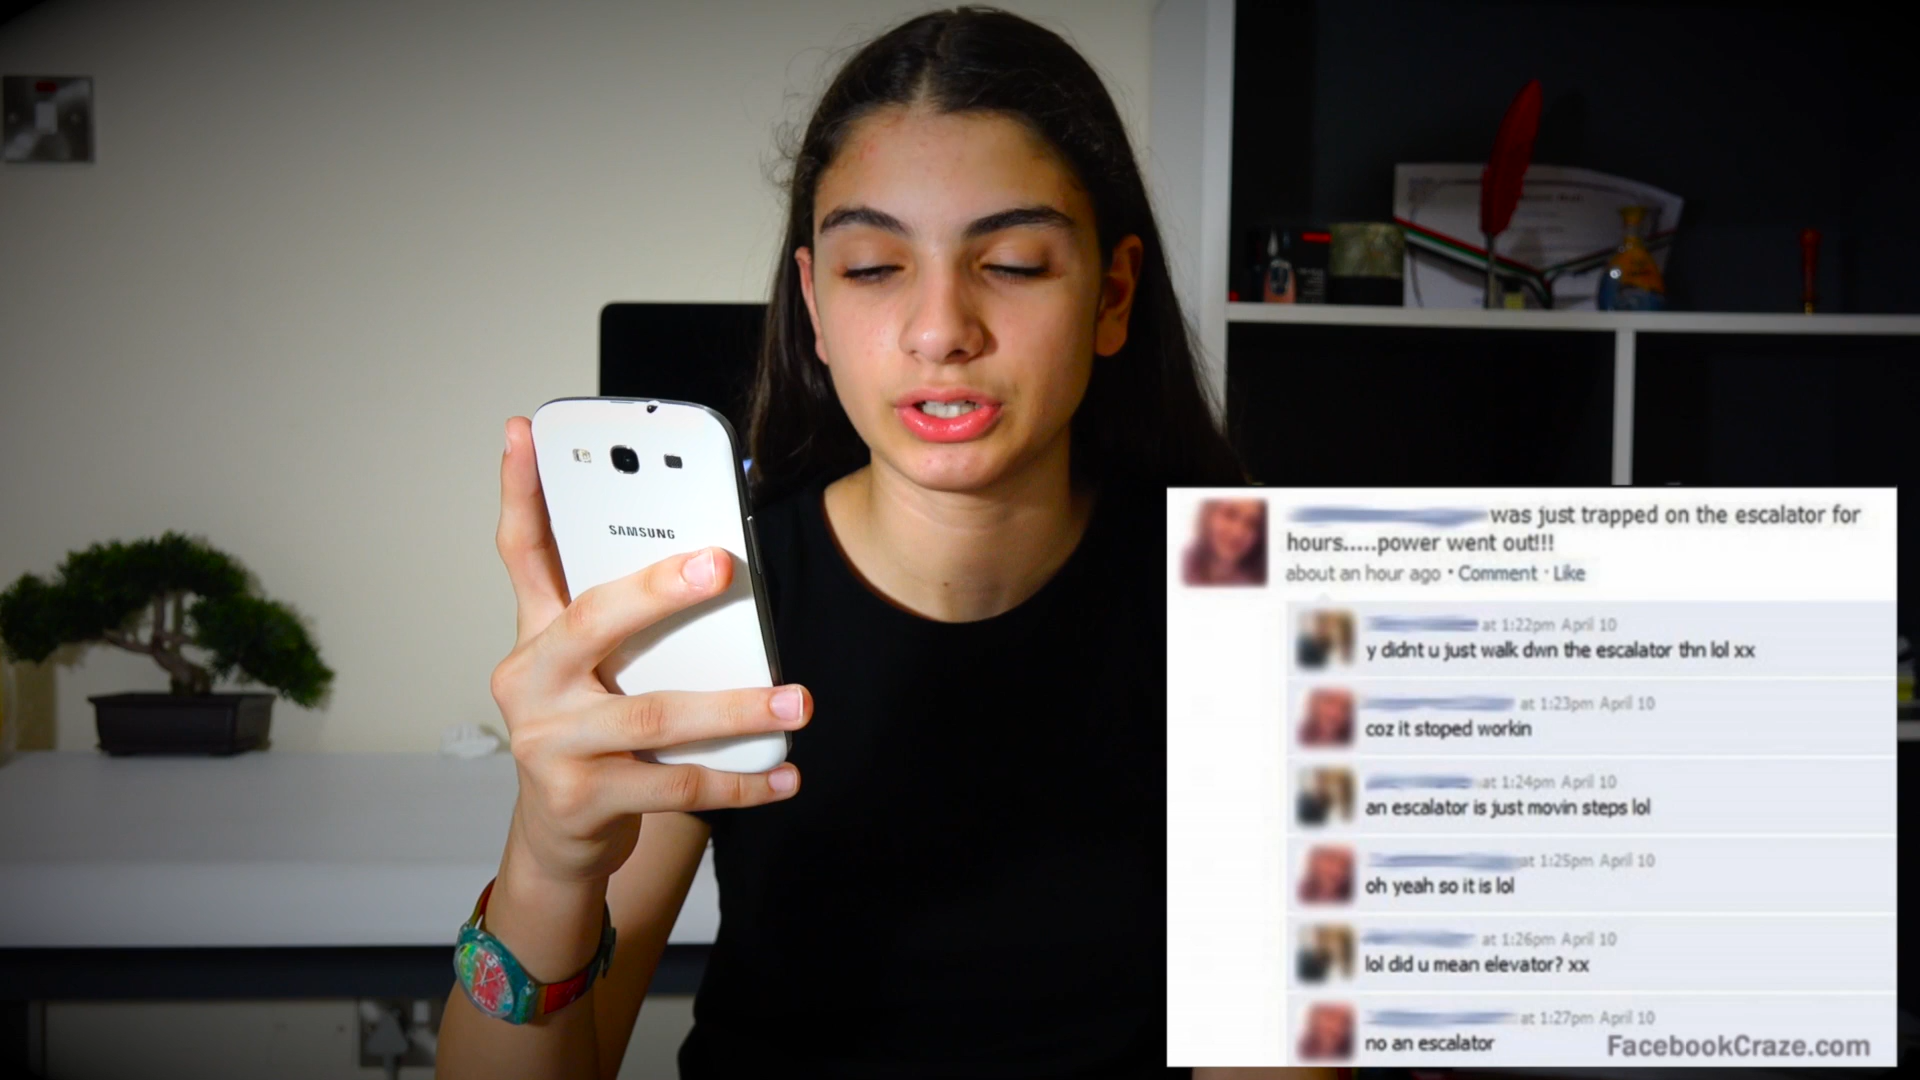 SAMSUNG
was just trapped on the escalator for
hours.....power went out!!!
about an hour ago · Comment · Like
at 1:22pm April 10
y didnt u just walk dwn the escalator thn lol xx
at 1:23pm April 10
coz it stoped workin
at 1:24pm April 10
an escalator is just movin steps lol
at 1:25pm April 10
oh yeah so it is lol
at 1:26pm April 10
lol did u mean elevator? xx
at 1:27pm April 10
no an escalator
FacebookCraze.com